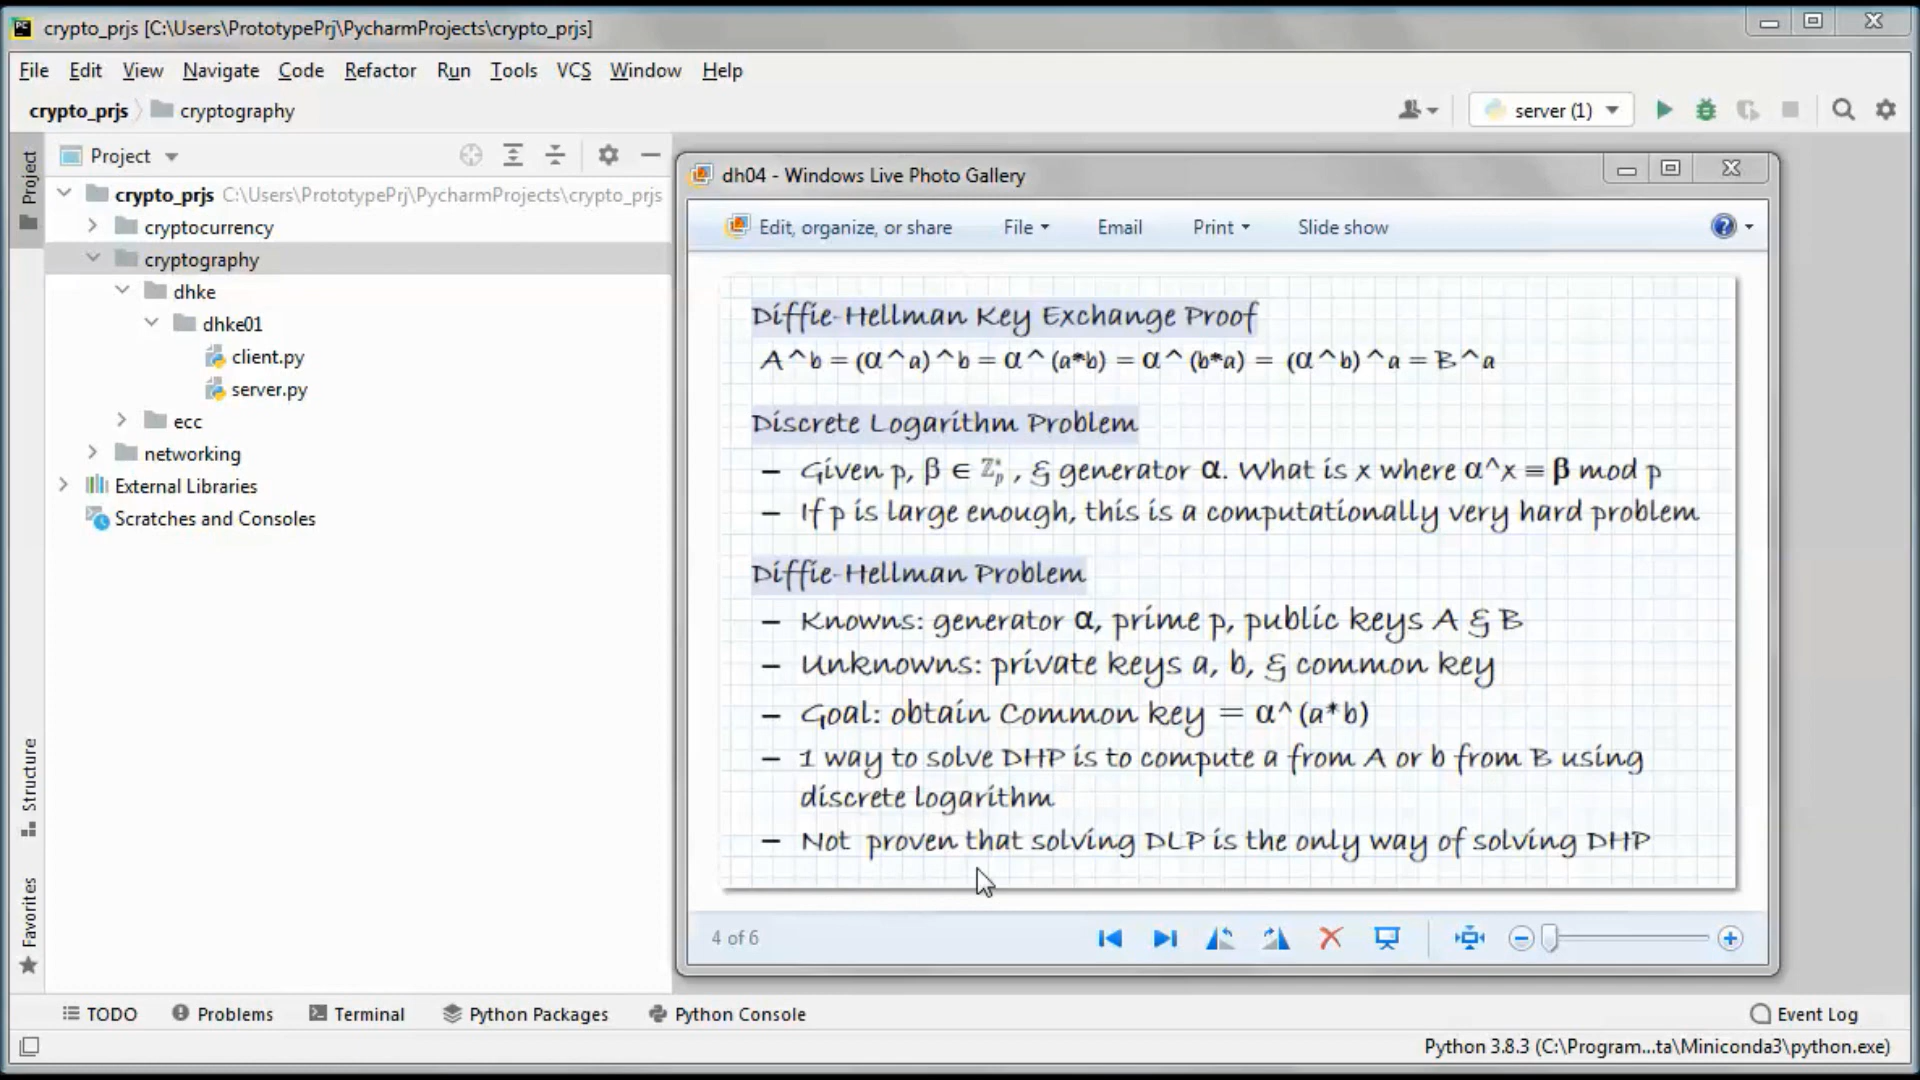 crypto_prjs [C:\Users\PrototypePrj\PycharmProjects\crypto_prjs]
File Edit View Navigate Code Refactor Run Tools VCS Window Help
crypto_prjs cryptography
server (1)
Project
Project
crypto_prjs C:\Users\PrototypePrj\PycharmProjects\crypto_prjs
cryptocurrency
cryptography
dhke
dhke01
client.py
server.py
ecc
networking
External Libraries
Scratches and Consoles
Structure
Favorites
dh04 - Windows Live Photo Gallery
Edit, organize, or share File Email Print Slide show
Diffie-Hellman Key Exchange Proof
A^b = (α^a)^b = α^(a*b) = α^(b*a) = (α^b)^a = B^a
Discrete Logarithm Problem
– Given p, β ∈ ℤ*ₚ, & generator α. What is x where α^x ≡ β mod p
– If p is large enough, this is a computationally very hard problem
Diffie-Hellman Problem
– Knowns: generator α, prime p, public keys A & B
– Unknowns: private keys a, b, & common key
– Goal: obtain Common key = α^(a*b)
– 1 way to solve DHP is to compute a from A or b from B using
discrete logarithm
– Not proven that solving DLP is the only way of solving DHP
4 of 6
TODO Problems Terminal Python Packages Python Console Event Log
Python 3.8.3 (C:\Program...ta\Miniconda3\python.exe)